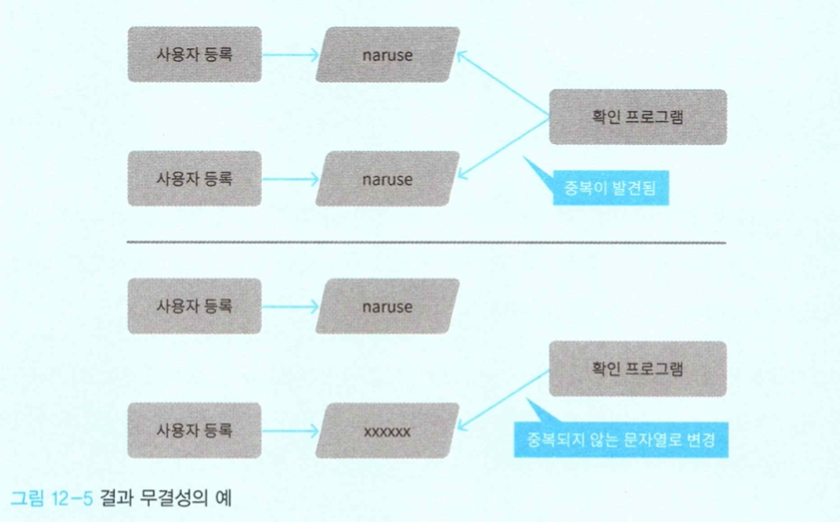 사용자 등록
naruse
확인 프로그램
사용자 등록
naruse
중복이 발견됨
사용자 등록
naruse
확인 프로그램
사용자 등록
xxxxxx
중복되지 않는 문자열로 변경
그림 12-5 결과 무결성의 예